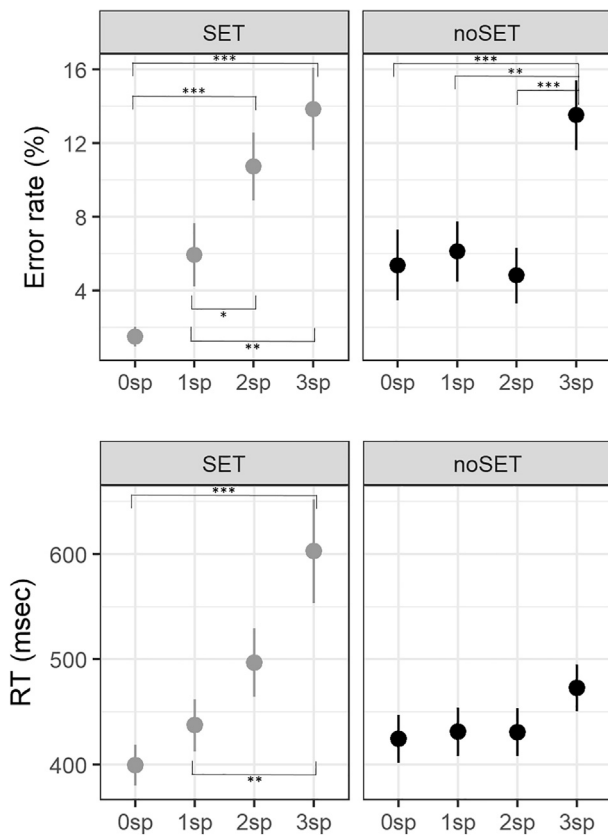 SET noSET
Error rate (%)
16
12
8
4
***
***
*
**
***
**
***
0sp 1sp 2sp 3sp 0sp 1sp 2sp 3sp
SET noSET
RT (msec)
600
500
400
***
**
0sp 1sp 2sp 3sp 0sp 1sp 2sp 3sp